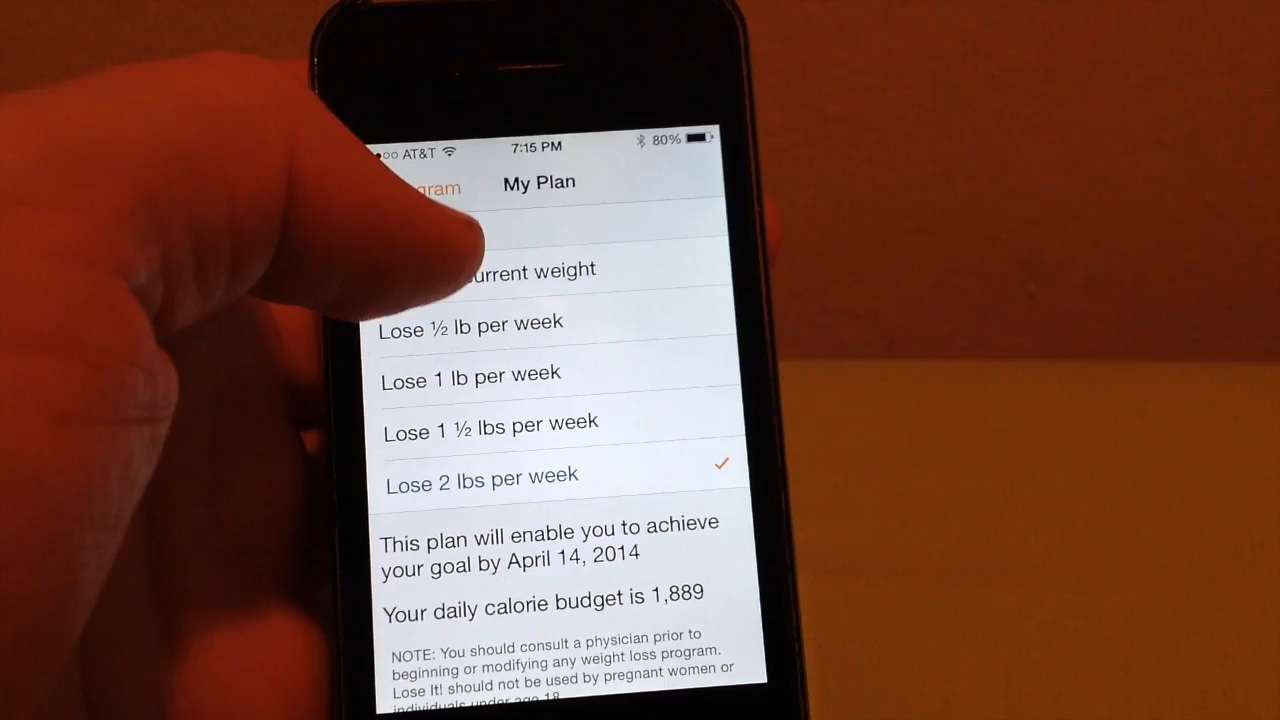 AT&T 7:15 PM 80%
gram My Plan
urrent weight
Lose ½ lb per week
Lose 1 lb per week
Lose 1 ½ lbs per week
Lose 2 lbs per week
This plan will enable you to achieve
your goal by April 14, 2014
Your daily calorie budget is 1,889
NOTE: You should consult a physician prior to
beginning or modifying any weight loss program.
Lose It! should not be used by pregnant women or
individuals under age 18